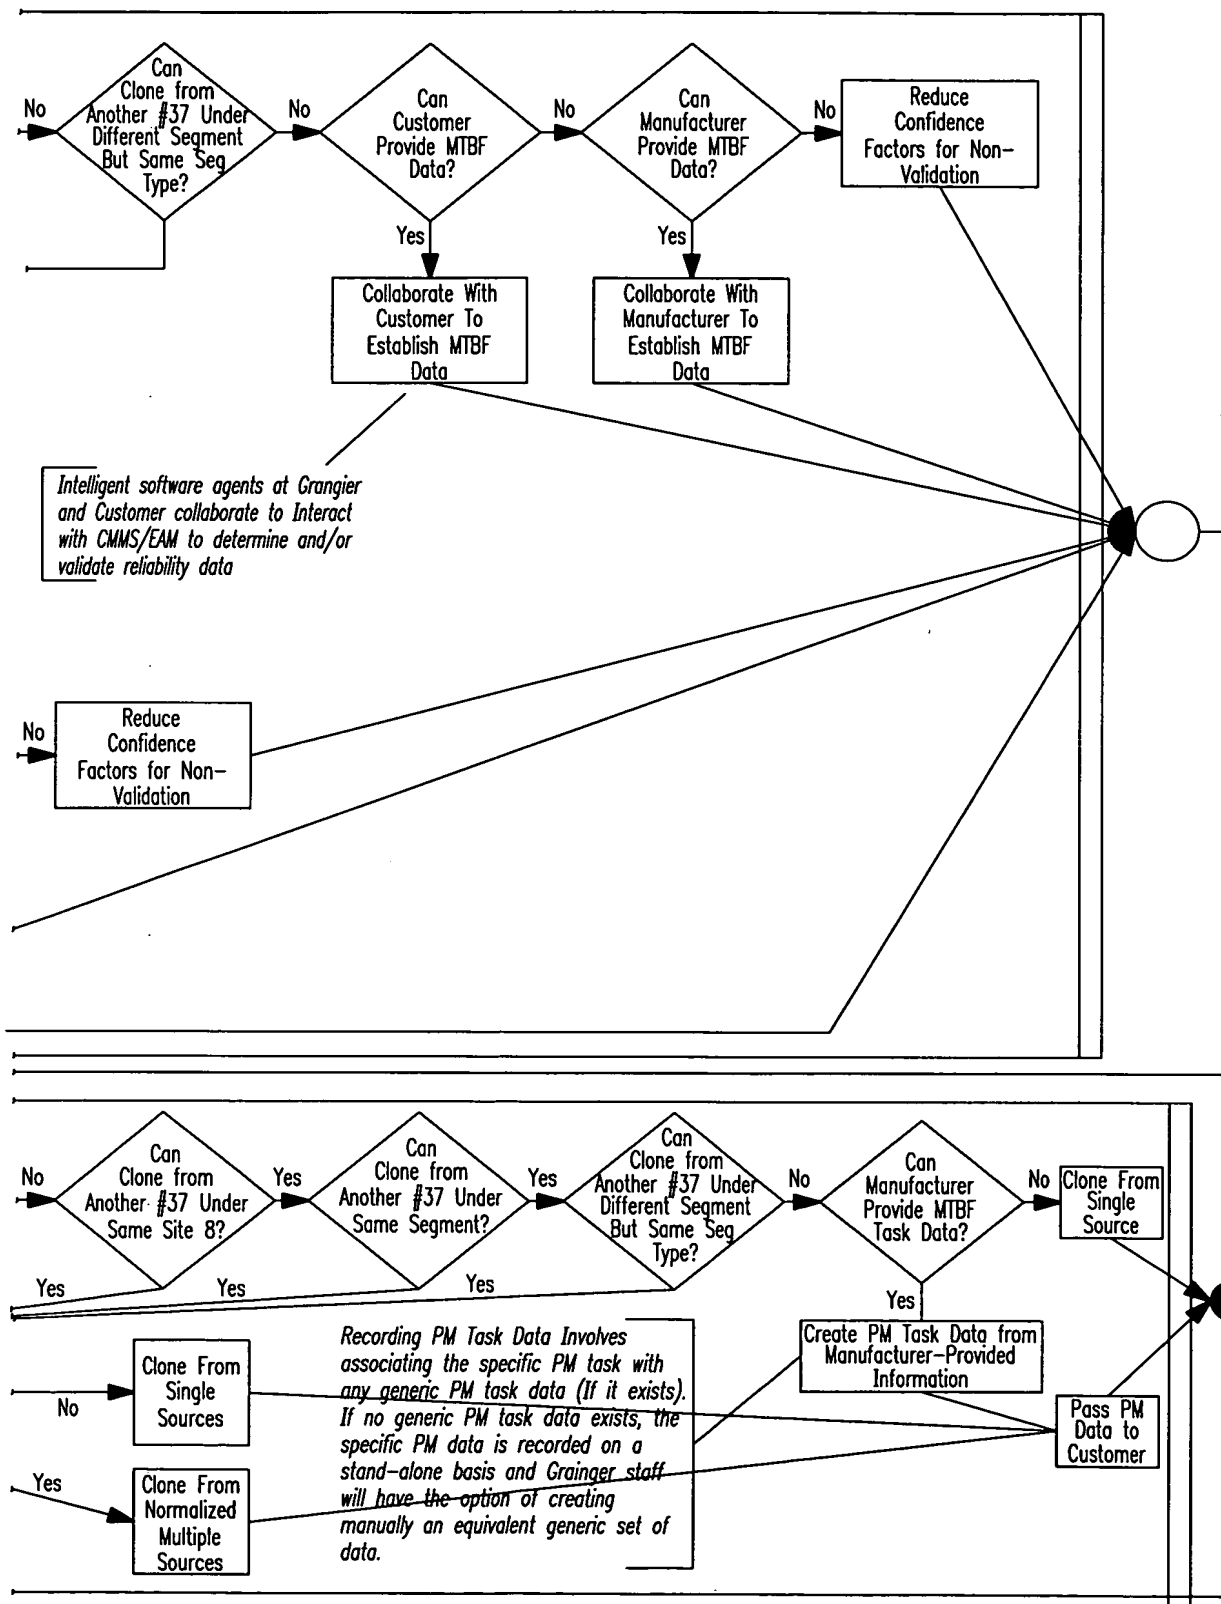 No
Can
Clone from
Another #37 Under
Different Segment
But Same Seg
Type?
No
Can
Customer
Provide MTBF
Data?
No
Can
Manufacturer
Provide MTBF
Data?
No
Reduce
Confidence
Factors for Non-
Validation
Yes
Yes
Collaborate With
Customer To
Establish MTBF
Data
Collaborate With
Manufacturer To
Establish MTBF
Data
Intelligent software agents at Grangier
and Customer collaborate to Interact
with CMMS/EAM to determine and/or
validate reliability data
No
Reduce
Confidence
Factors for Non-
Validation
No
Can
Clone from
Another #37 Under
Same Site 8?
Yes
Can
Clone from
Another #37 Under
Same Segment?
Yes
Can
Clone from
Another #37 Under
Different Segment
But Same Seg
Type?
No
Can
Manufacturer
Provide MTBF
Task Data?
No
Clone From
Single
Source
Yes
Yes
Yes
Yes
Create PM Task Data from
Manufacturer-Provided
Information
No
Clone From
Single
Sources
Recording PM Task Data Involves
associating the specific PM task with
any generic PM task data (If it exists).
If no generic PM task data exists, the
specific PM data is recorded on a
stand-alone basis and Grainger staff
will have the option of creating
manually an equivalent generic set of
data.
Pass PM
Data to
Customer
Yes
Clone From
Normalized
Multiple
Sources